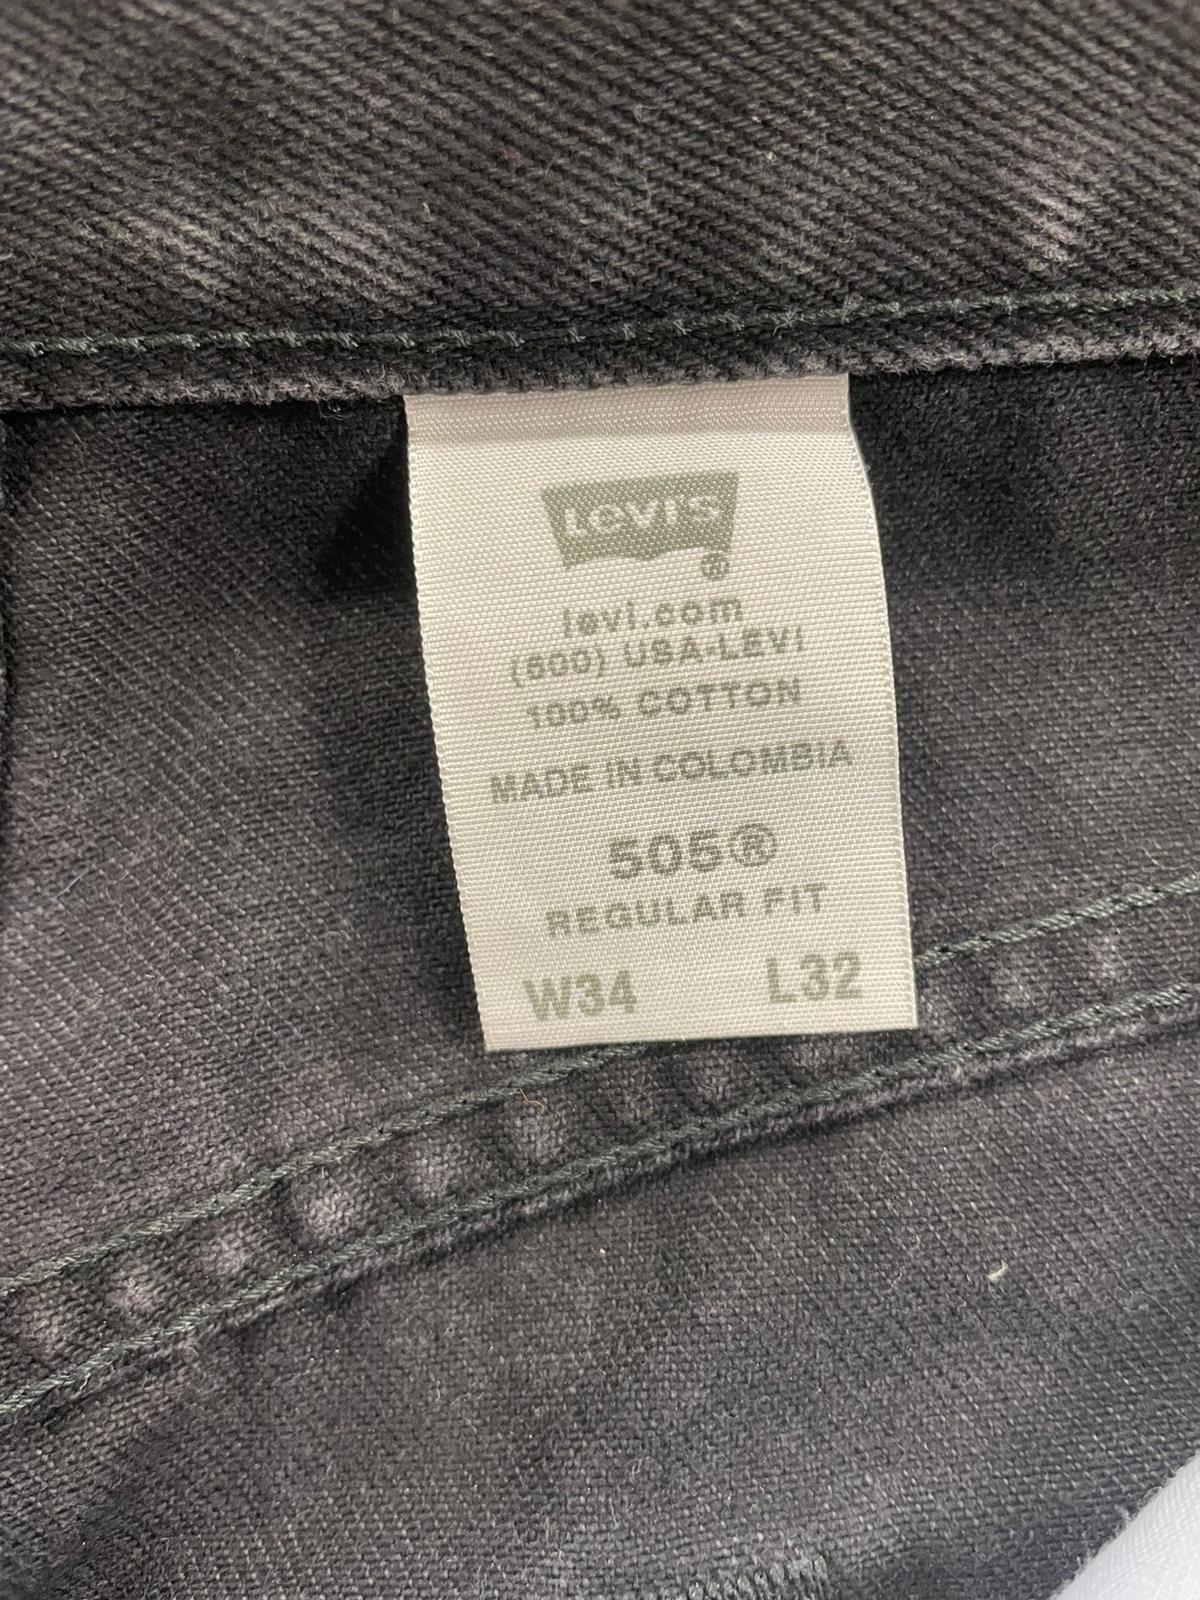 LEVI'S
®
levi.com
(800) USA-LEVI
100% COTTON
MADE IN COLOMBIA
505®
REGULAR FIT
W34 L32